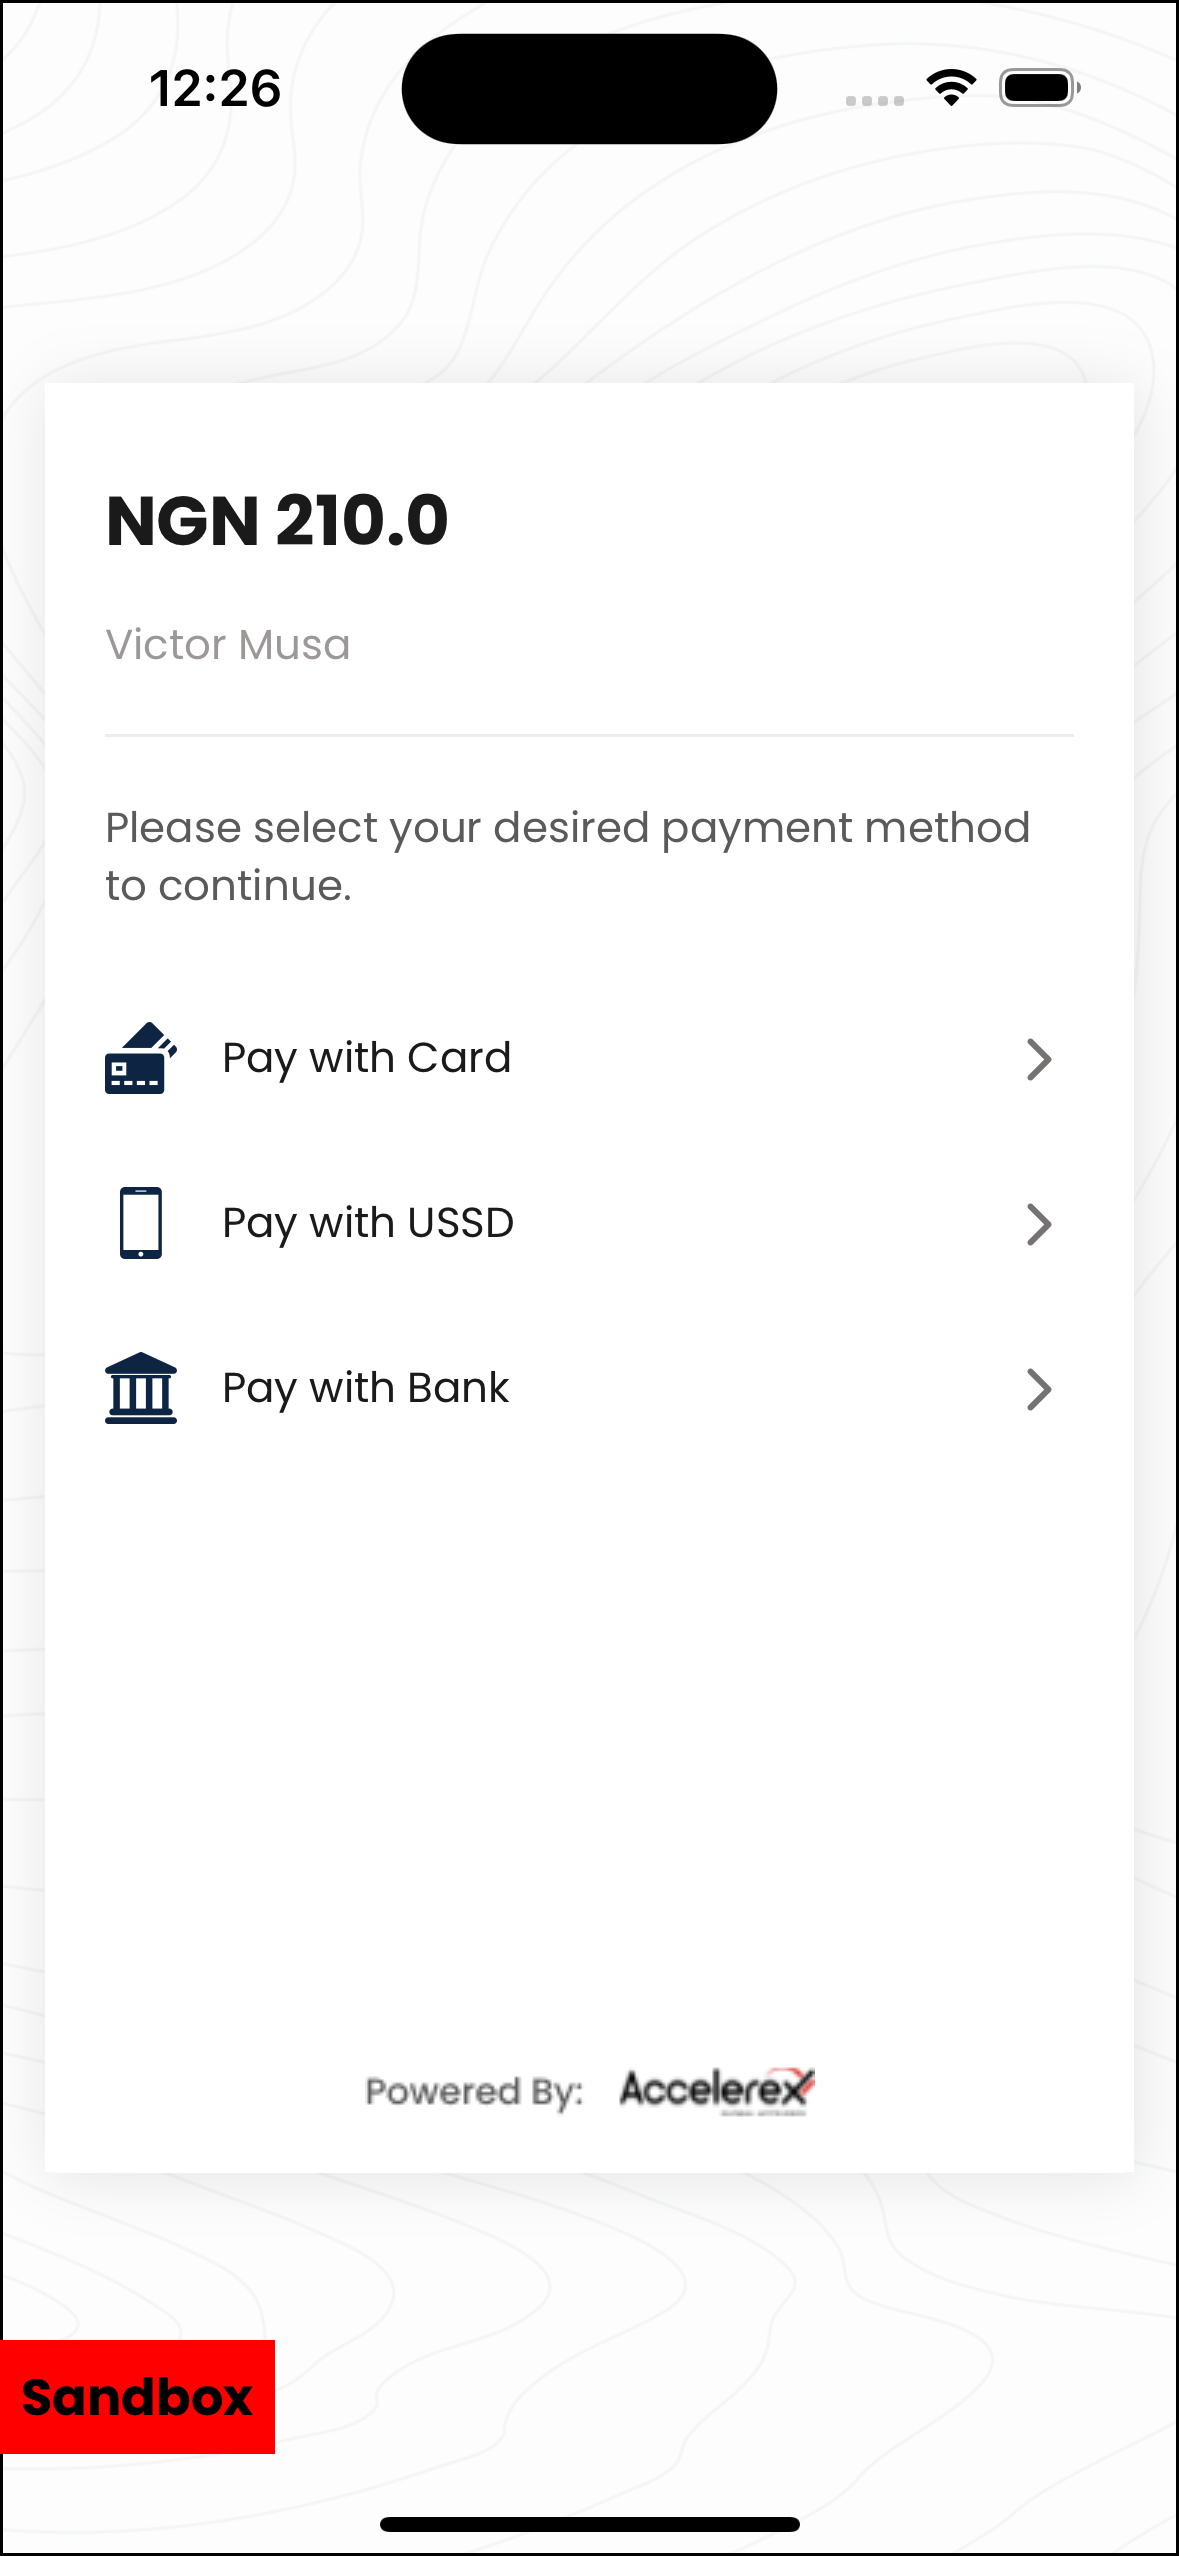 12:26
NGN 210.0
Victor Musa
Please select your desired payment method
to continue.
Pay with Card
Pay with USSD
Pay with Bank
Powered By: Accelerex
Sandbox